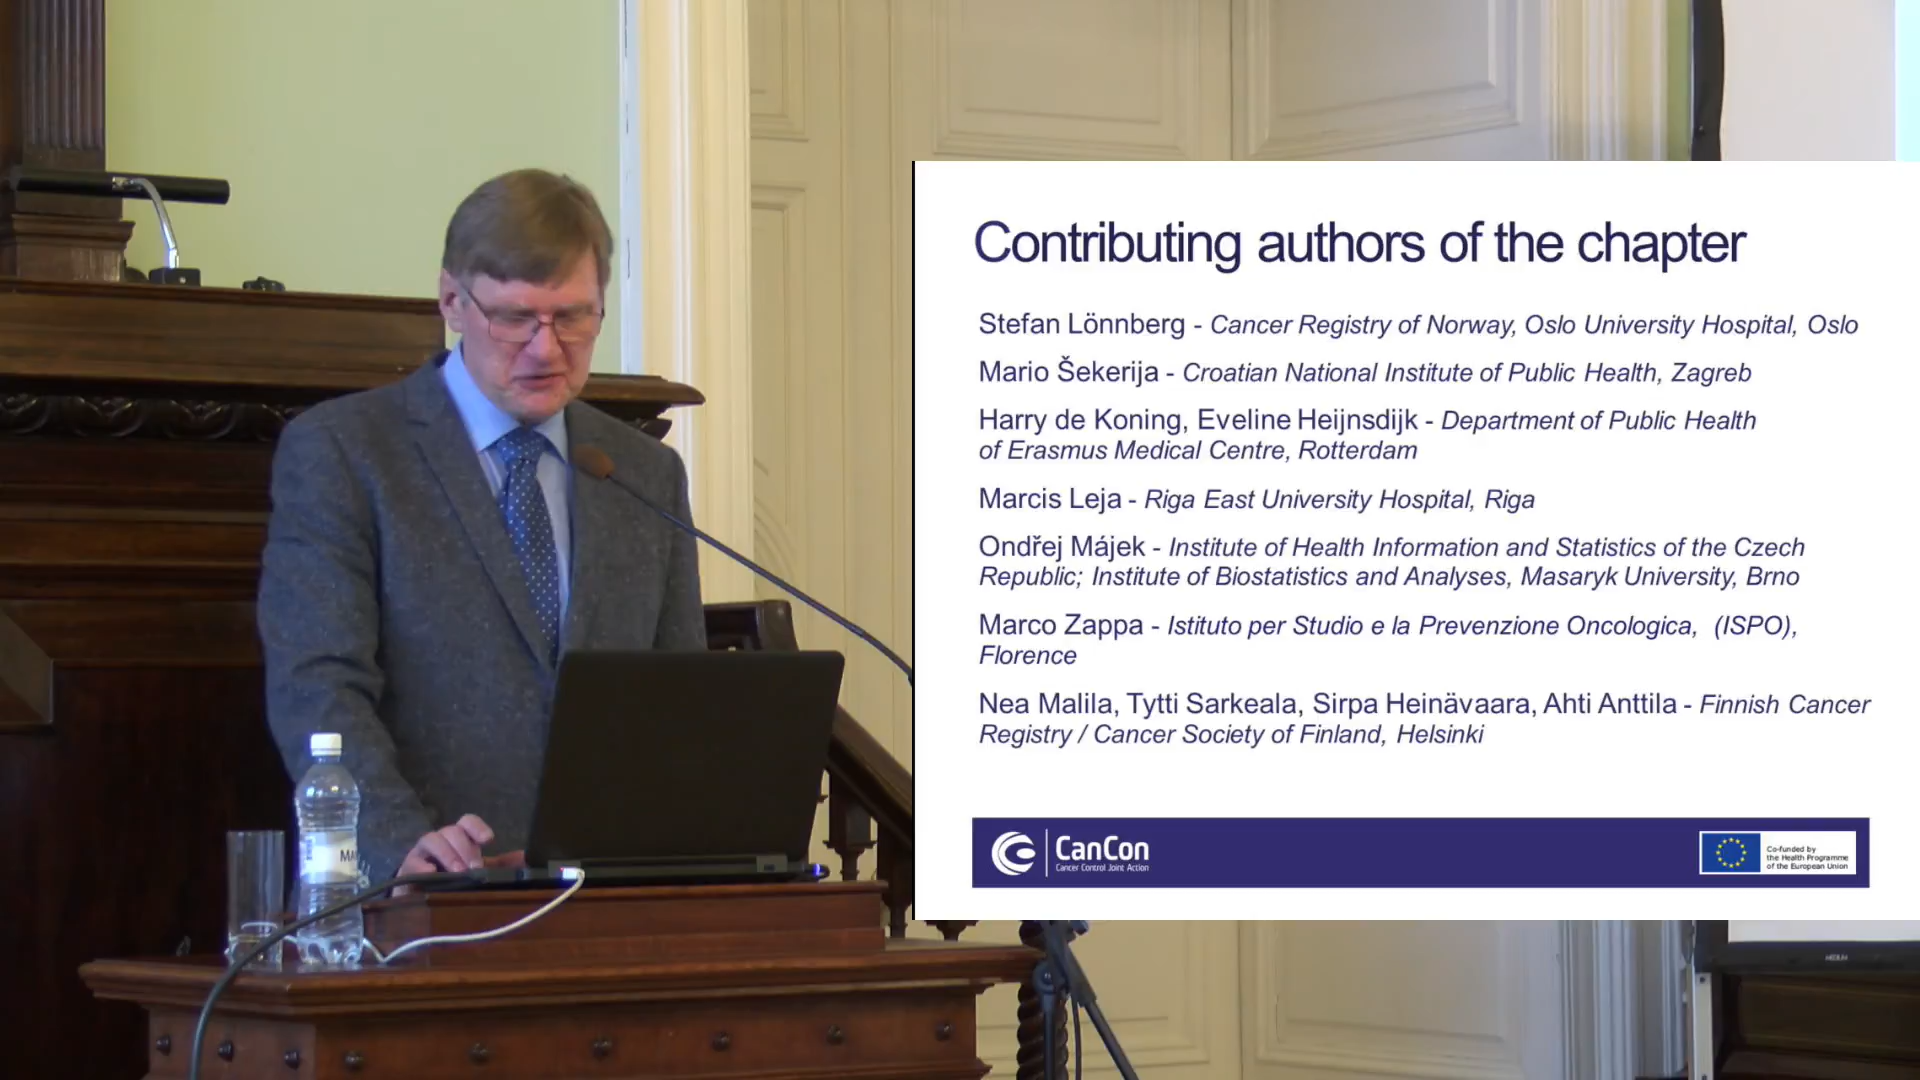 Contributing authors of the chapter
Stefan Lönnberg - Cancer Registry of Norway, Oslo University Hospital, Oslo
Mario Šekerija - Croatian National Institute of Public Health, Zagreb
Harry de Koning, Eveline Heijnsdijk - Department of Public Health
of Erasmus Medical Centre, Rotterdam
Marcis Leja - Riga East University Hospital, Riga
Ondřej Májek - Institute of Health Information and Statistics of the Czech
Republic; Institute of Biostatistics and Analyses, Masaryk University, Brno
Marco Zappa - Istituto per Studio e la Prevenzione Oncologica, (ISPO),
Florence
Nea Malila, Tytti Sarkeala, Sirpa Heinävaara, Ahti Anttila - Finnish Cancer
Registry / Cancer Society of Finland, Helsinki
CanCon
Cancer Control Joint Action
Co-funded by
the Health Programme
of the European Union